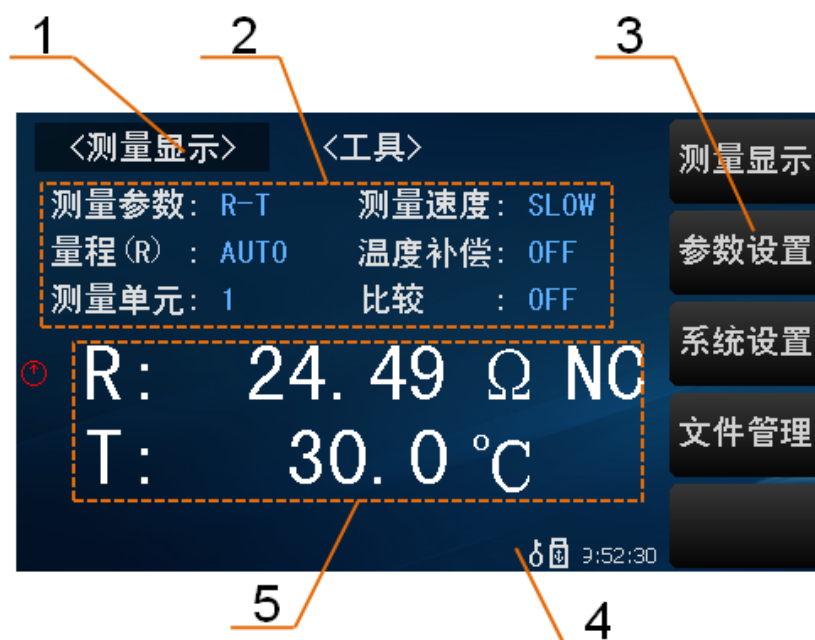 1 2 3
<测量显示> <工具> 测量显示
测量参数: R-T 测量速度: SLOW
量程(R) : AUTO 温度补偿: OFF 参数设置
测量单元: 1 比较 : OFF
系统设置
R: 24.49 Ω NC
文件管理
T: 30.0 ℃
9:52:30
5 4